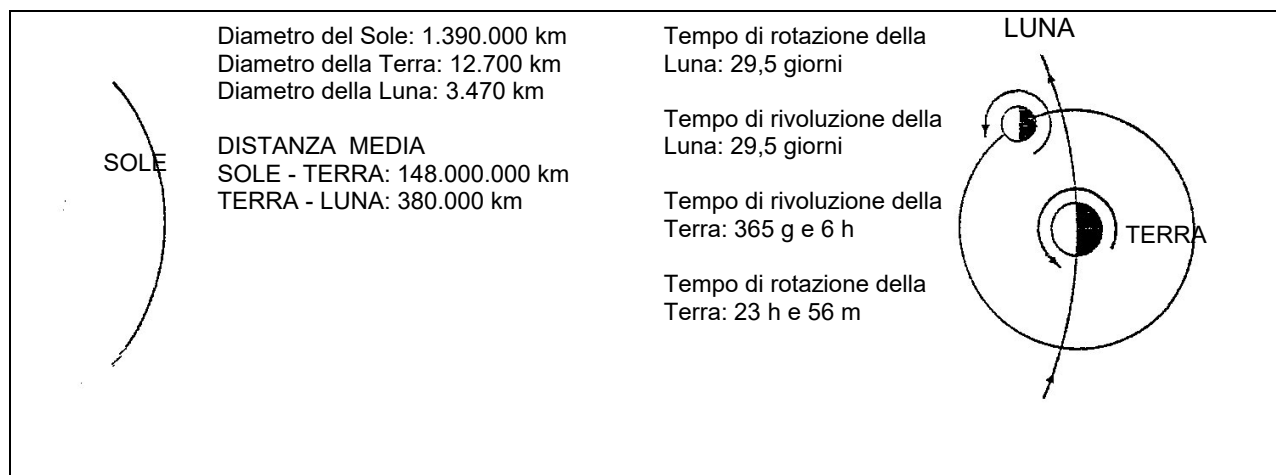 Diametro del Sole: 1.390.000 km
Diametro della Terra: 12.700 km
Diametro della Luna: 3.470 km
DISTANZA  MEDIA
SOLE - TERRA: 148.000.000 km
TERRA - LUNA: 380.000 km
SOLE
Tempo di rotazione della
Luna: 29,5 giorni
Tempo di rivoluzione della
Luna: 29,5 giorni
Tempo di rivoluzione della
Terra: 365 g e 6 h
Tempo di rotazione della
Terra: 23 h e 56 m
LUNA
TERRA